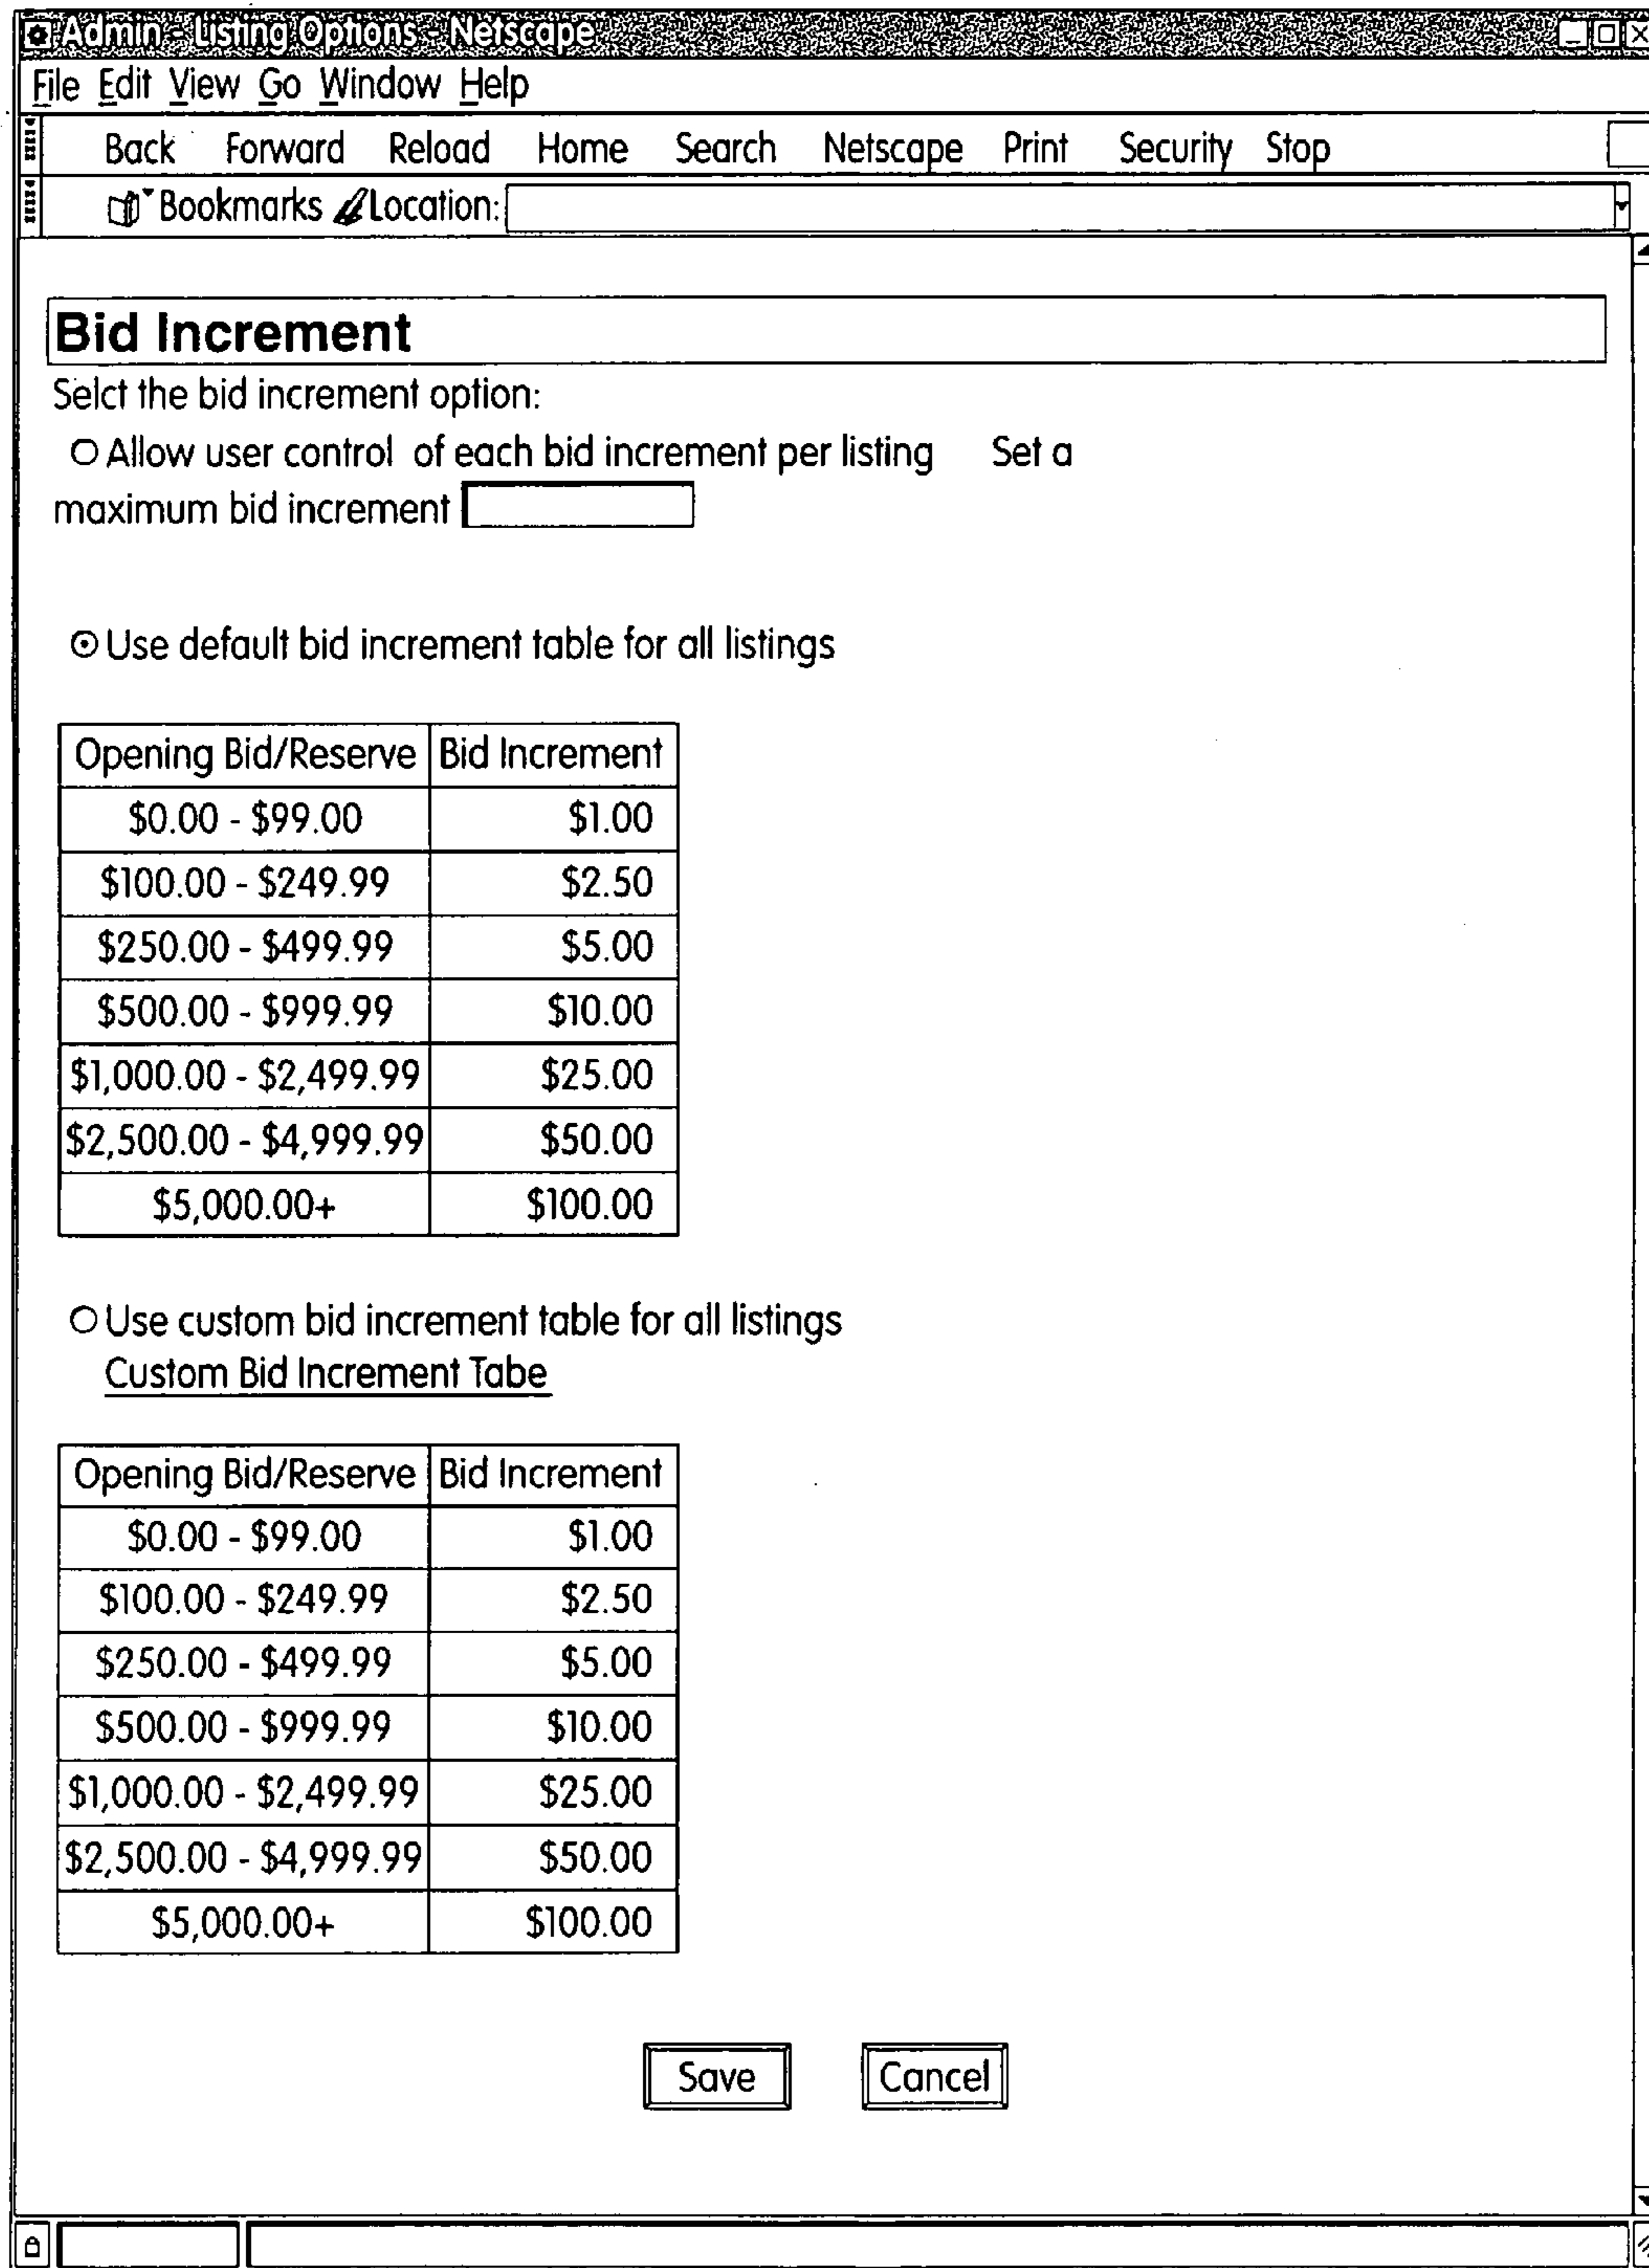 Admin - Listing Options - Netscape
File Edit View Go Window Help
Back Forward Reload Home Search Netscape Print Security Stop
Bookmarks Location:
Bid Increment
Selct the bid increment option:
Allow user control of each bid increment per listing Set a
maximum bid increment
Use default bid increment table for all listings
Opening Bid/Reserve Bid Increment
$0.00 - $99.00 $1.00
$100.00 - $249.99 $2.50
$250.00 - $499.99 $5.00
$500.00 - $999.99 $10.00
$1,000.00 - $2,499.99 $25.00
$2,500.00 - $4,999.99 $50.00
$5,000.00+ $100.00
Use custom bid increment table for all listings
Custom Bid Increment Tabe
Opening Bid/Reserve Bid Increment
$0.00 - $99.00 $1.00
$100.00 - $249.99 $2.50
$250.00 - $499.99 $5.00
$500.00 - $999.99 $10.00
$1,000.00 - $2,499.99 $25.00
$2,500.00 - $4,999.99 $50.00
$5,000.00+ $100.00
Save Cancel